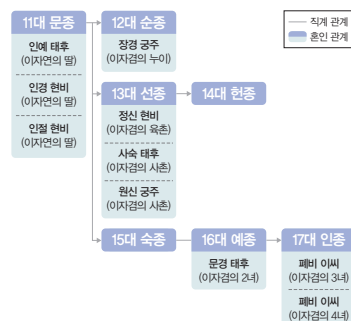 11대 문종
인예 태후
(이자연의 딸)
인경 현비
(이자연의 딸)
인절 현비
(이자연의 딸)
12대 순종
장경 궁주
(이자겸의 누이)
직계 관계
혼인 관계
13대 선종
정신 현비
(이자겸의 육촌)
사숙 태후
(이자겸의 사촌)
원신 궁주
(이자겸의 사촌)
14대 헌종
15대 숙종
16대 예종
문경 태후
(이자겸의 2녀)
17대 인종
폐비 이씨
(이자겸의 3녀)
폐비 이씨
(이자겸의 4녀)